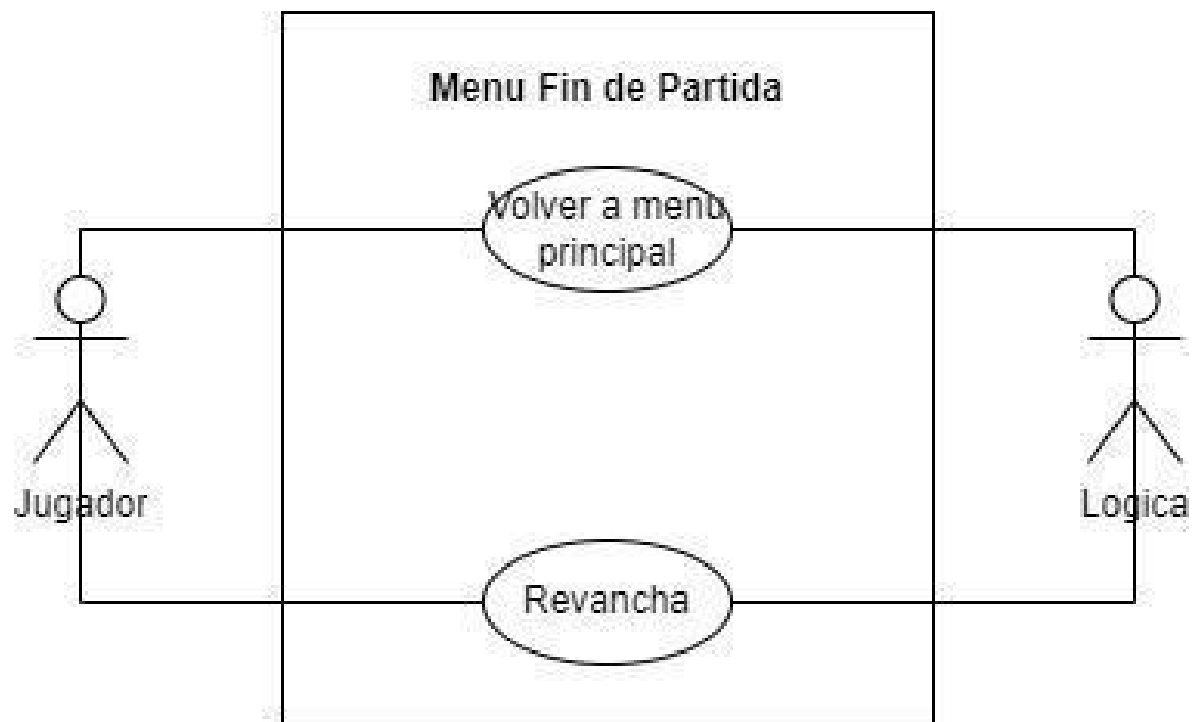 Menu Fin de Partida
Volver a menu
principal
Jugador
Logica
Revancha